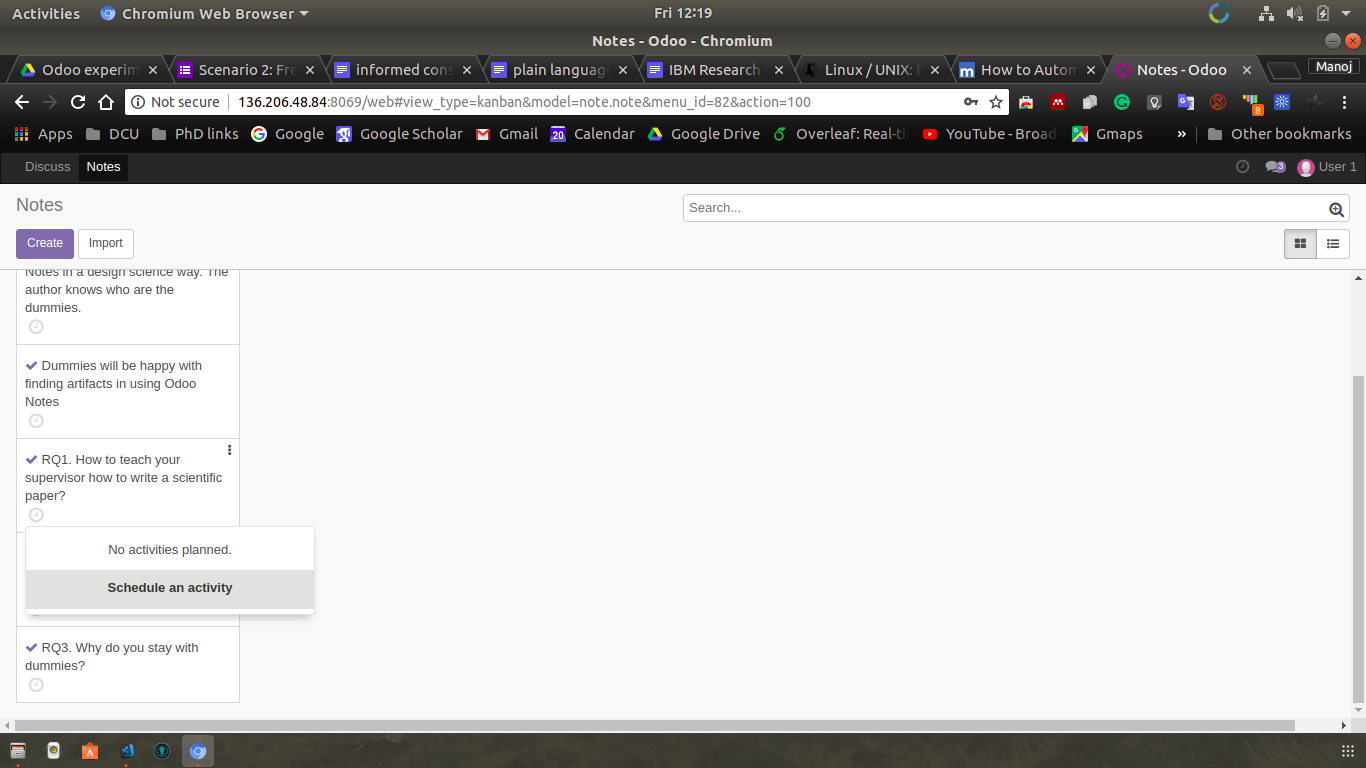 Activities Chromium Web Browser Fri 12:19
Notes - Odoo - Chromium
Odoo experim Scenario 2: Fre informed cons plain language IBM Research Linux / UNIX: E How to Autom Notes - Odoo Manoj
Not secure 136.206.48.84:8069/web#view_type=kanban&model=note.note&menu_id=82&action=100 8
Apps DCU PhD links Google Google Scholar Gmail 20 Calendar Google Drive Overleaf: Real-ti YouTube - Broad Gmaps » Other bookmarks
Discuss Notes 3 User 1
Notes Search...
Create Import
Notes in a design science way. The
author knows who are the
dummies.
Dummies will be happy with
finding artifacts in using Odoo
Notes
RQ1. How to teach your
supervisor how to write a scientific
paper?
No activities planned.
Schedule an activity
RQ3. Why do you stay with
dummies?